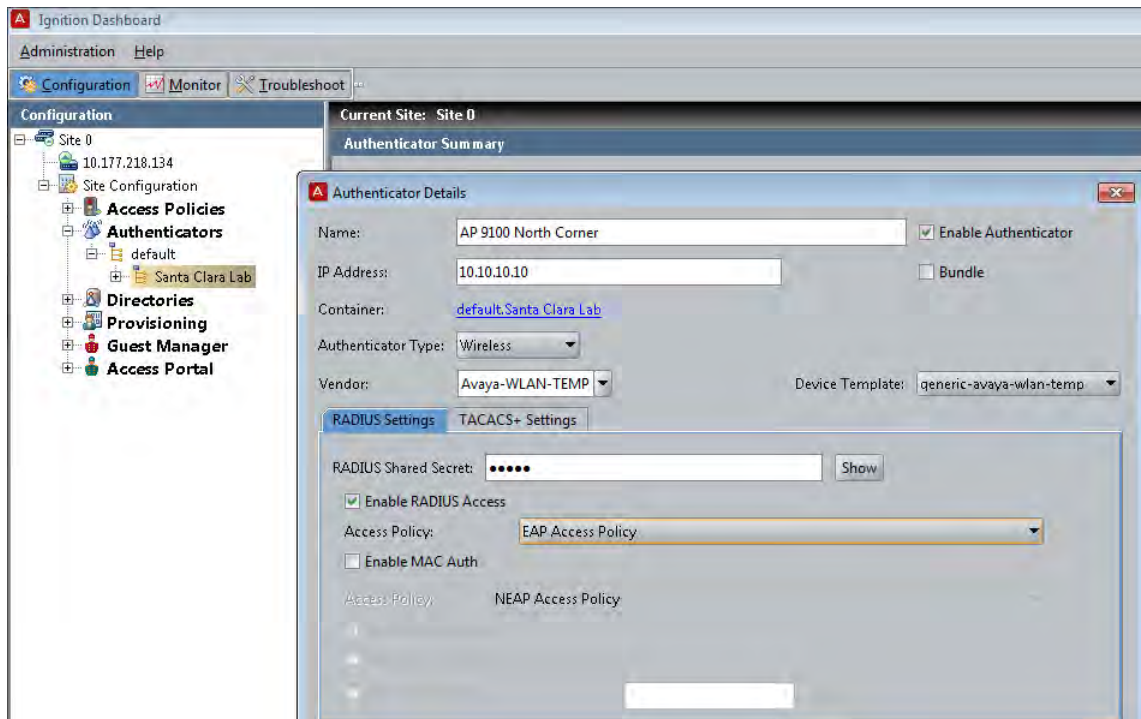 Ignition Dashboard
Administration Help
Configuration Monitor Troubleshoot
Configuration
Current Site: Site 0
Site 0
Authenticator Summary
10.177.218.134
Site Configuration
Access Policies
Authenticators
default
Santa Clara Lab
Directories
Provisioning
Guest Manager
Access Portal
Authenticator Details
Name: AP 9100 North Corner Enable Authenticator
IP Address: 10.10.10.10 Bundle
Container: default.Santa Clara Lab
Authenticator Type: Wireless
Vendor: Avaya-WLAN-TEMP Device Template: generic-avaya-wlan-temp
RADIUS Settings TACACS+ Settings
RADIUS Shared Secret: ••••• Show
Enable RADIUS Access
Access Policy: EAP Access Policy
Enable MAC Auth
Access Policy: NEAP Access Policy